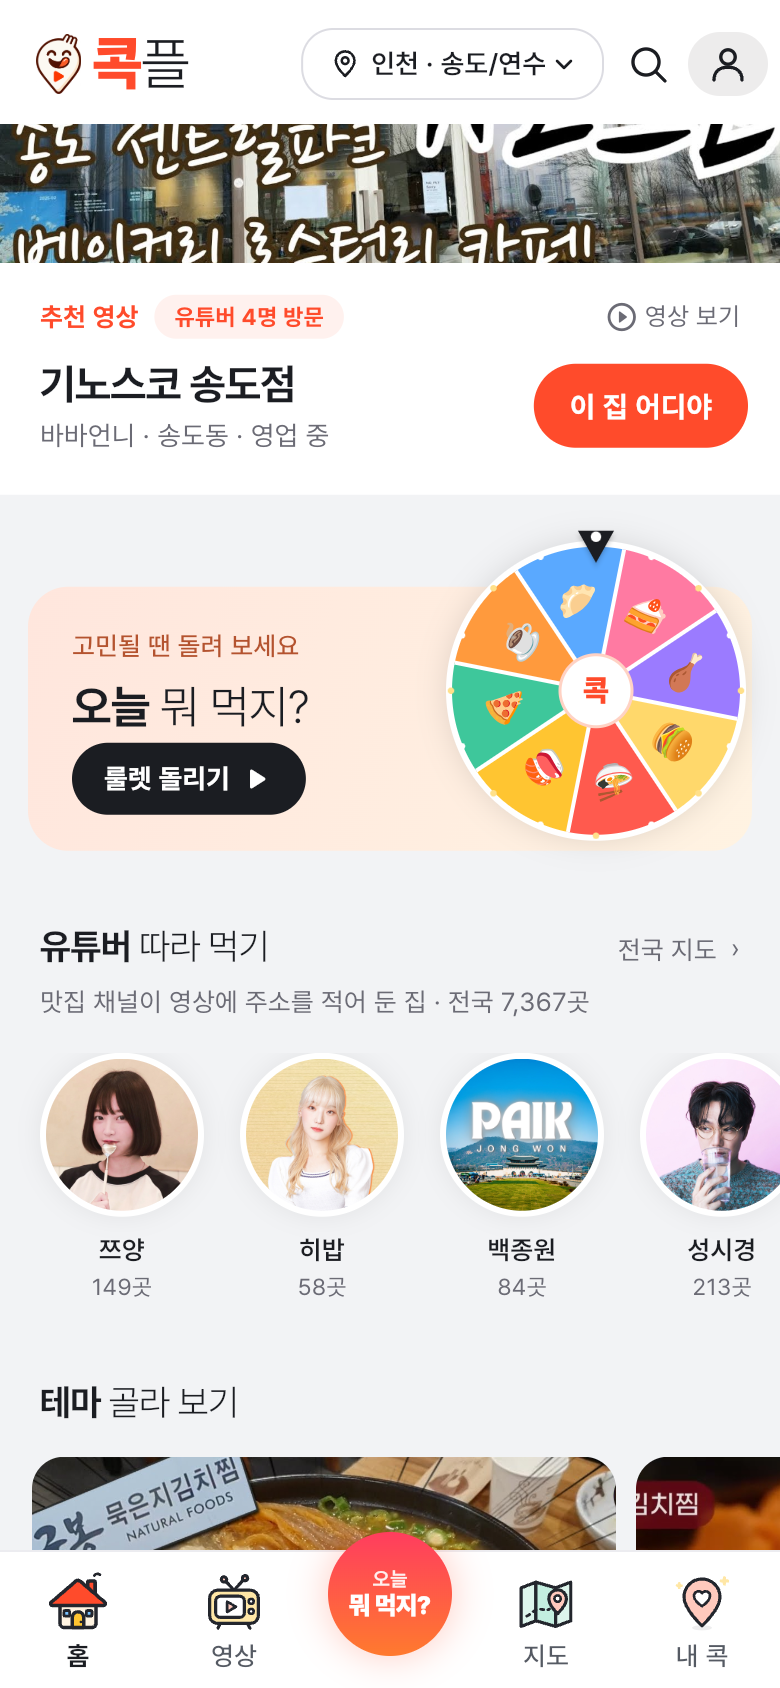 콕플
인천 · 송도/연수
송도 센트럴파크
베이커리 로스터리 카페
추천 영상 유튜버 4명 방문 영상 보기
기노스코 송도점
이 집 어디야
바바언니 · 송도동 · 영업 중
고민될 땐 돌려 보세요
오늘 뭐 먹지?
룰렛 돌리기
콕
유튜버 따라 먹기
전국 지도 ›
맛집 채널이 영상에 주소를 적어 둔 집 · 전국 7,367곳
PAIK
JONG WON
쯔양 히밥 백종원 성시경
149곳 58곳 84곳 213곳
테마 골라 보기
묵은지김치찜
NATURAL FOODS
김치찜
오늘
뭐 먹지?
홈 영상 지도 내 콕